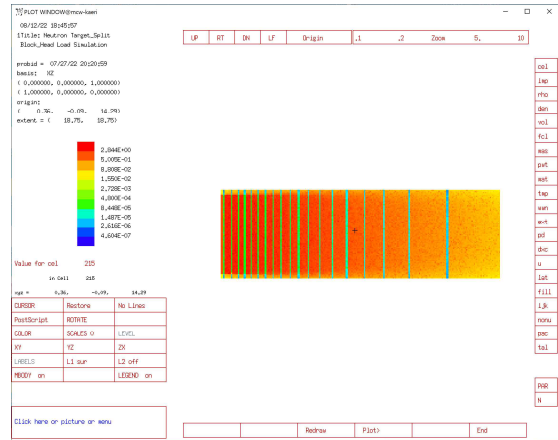 PLOT WINDOW@mcw-kaeri
08/12/22 18:45:57
1Title: Neutron Target_Split
Block_Head Load Simulation
probid = 07/27/22 20:20:59
basis: XZ
( 0.000000, 0.000000, 1.000000)
( 1.000000, 0.000000, 0.000000)
origin:
( 0.36, -0.09, 14.29)
extent = ( 18.75, 18.75)
UP RT DN LF Origin .1 .2 Zoom 5. 10
2.844E+00
5.005E-01
8.808E-02
1.550E-02
2.728E-03
4.800E-04
8.448E-05
1.487E-05
2.616E-06
4.604E-07
Value for cel 215
in Cell 215
xyz = 0.36, -0.09, 14.29
CURSOR Restore No Lines
PostScript ROTATE
COLOR SCALES 0 LEVEL
XY YZ ZX
LABELS L1 sur L2 off
MBODY on LEGEND on
Click here or picture or menu
Redraw Plot> End
cel
imp
rho
den
vol
fcl
mas
pwt
mat
tmp
wwn
ext
pd
dxc
u
lat
fill
ijk
nonu
pac
tal
PAR
N